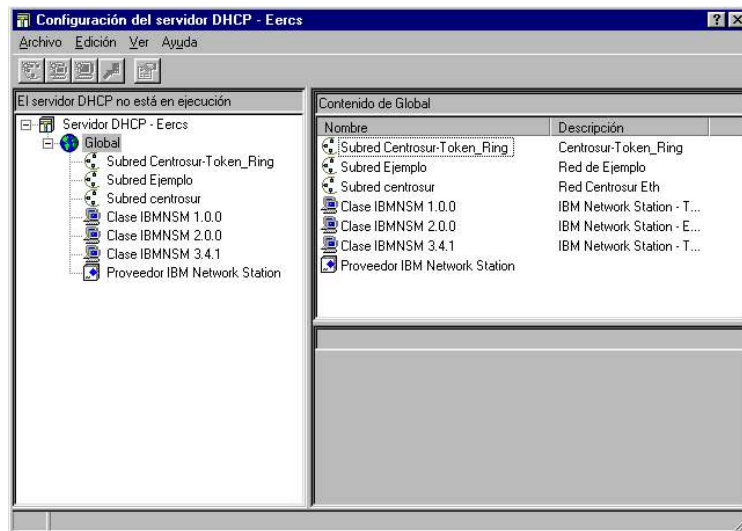 Configuración del servidor DHCP - Eercs
Archivo Edición Ver Ayuda
El servidor DHCP no está en ejecución
Servidor DHCP - Eercs
Global
Subred Centrosur-Token_Ring
Subred Ejemplo
Subred centrosur
Clase IBMNSM 1.0.0
Clase IBMNSM 2.0.0
Clase IBMNSM 3.4.1
Proveedor IBM Network Station
Contenido de Global
Nombre Descripción
Subred Centrosur-Token_Ring Centrosur-Token_Ring
Subred Ejemplo Red de Ejemplo
Subred centrosur Red Centrosur Eth
Clase IBMNSM 1.0.0 IBM Network Station - T...
Clase IBMNSM 2.0.0 IBM Network Station - E...
Clase IBMNSM 3.4.1 IBM Network Station - T...
Proveedor IBM Network Station